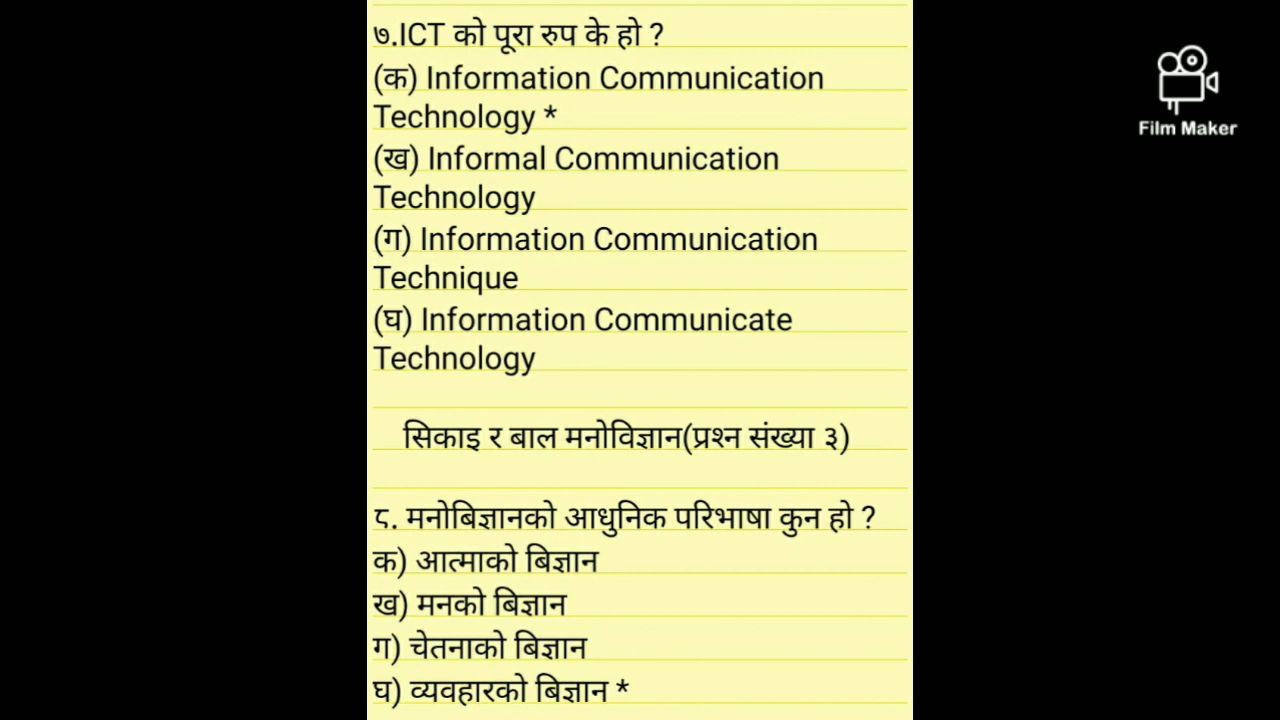 ७.ICT को पूरा रुप के हो ?
(क) Information Communication
Technology *
(ख) Informal Communication
Technology
(ग) Information Communication
Technique
(घ) Information Communicate
Technology
सिकाइ र बाल मनोविज्ञान(प्रश्न संख्या ३)
८. मनोबिज्ञानको आधुनिक परिभाषा कुन हो ?
क) आत्माको बिज्ञान
ख) मनको बिज्ञान
ग) चेतनाको बिज्ञान
घ) व्यवहारको बिज्ञान *
Film Maker